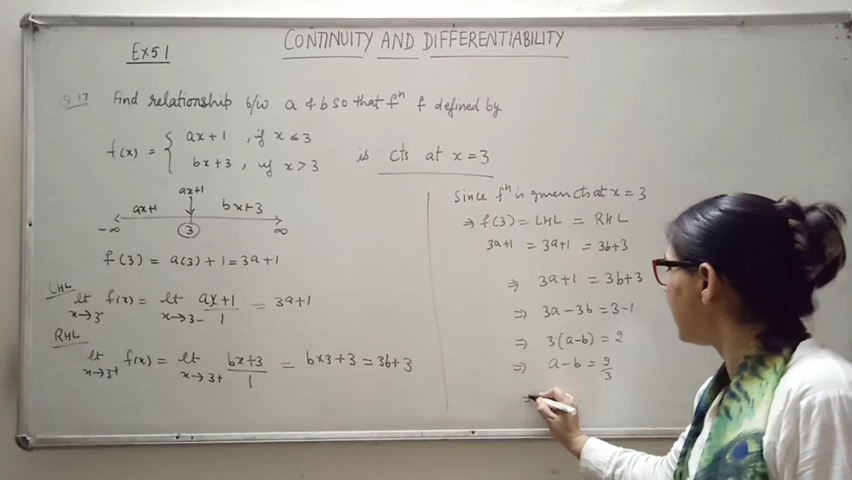 CONTINUITY AND DIFFERENTIABILITY
EX 5.1
Q 17 Find relationship b/w a & b so that fⁿ f defined by
f(x) = { ax+1 , if x ≤ 3
bx+3 , if x > 3
is cts at x=3
ax+1
ax+1 bx+3
-∞ 3 ∞
f(3) = a(3)+1 = 3a+1
LHL
lt x→3⁻ f(x) = lt x→3- ax+1/1 = 3a+1
RHL
lt x→3⁺ f(x) = lt x→3+ bx+3/1 = b×3+3 = 3b+3
Since fⁿ is given cts at x=3
⇒ f(3) = LHL = RHL
3a+1 = 3a+1 = 3b+3
⇒ 3a+1 = 3b+3
⇒ 3a-3b = 3-1
⇒ 3(a-b) = 2
⇒ a-b = 2/3